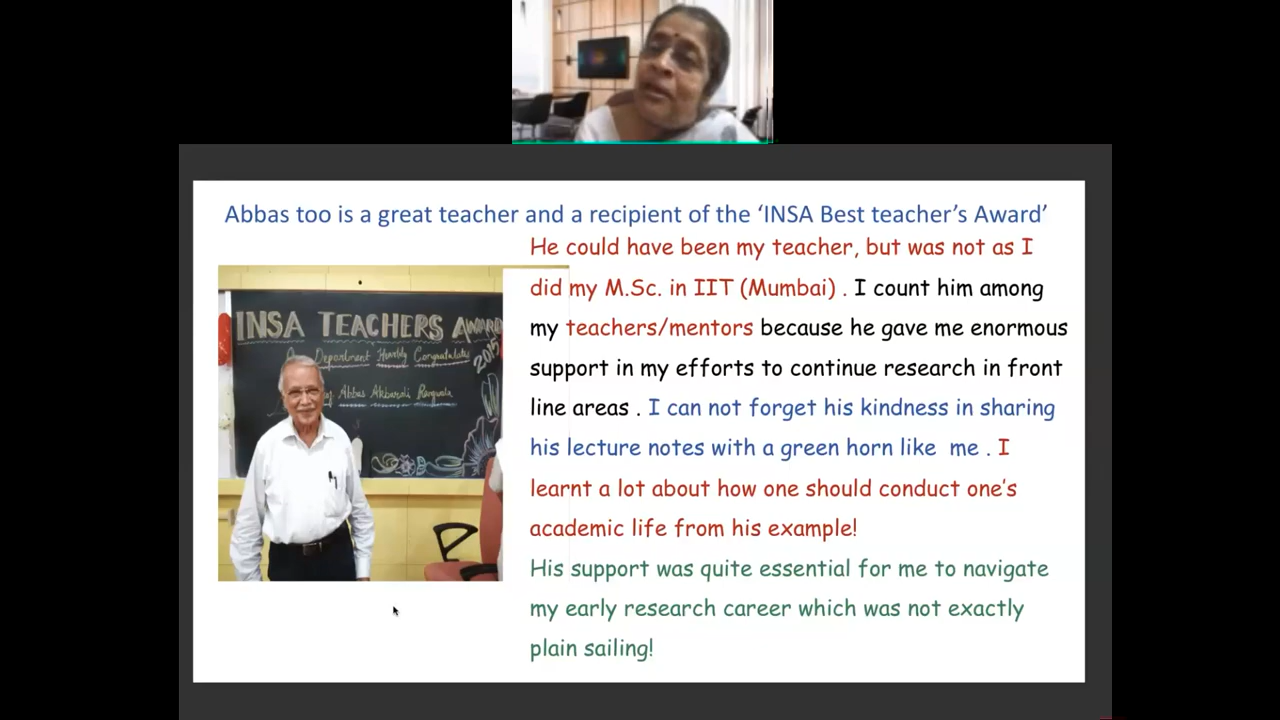 Abbas too is a great teacher and a recipient of the ‘INSA Best teacher’s Award’
He could have been my teacher, but was not as I
did my M.Sc. in IIT (Mumbai) . I count him among
my teachers/mentors because he gave me enormous
support in my efforts to continue research in front
line areas . I can not forget his kindness in sharing
his lecture notes with a green horn like me . I
learnt a lot about how one should conduct one’s
academic life from his example!
His support was quite essential for me to navigate
my early research career which was not exactly
plain sailing!
INSA TEACHERS AWARD
2015
Department Heartily Congratulates
Abbas Akbarali Rangwala